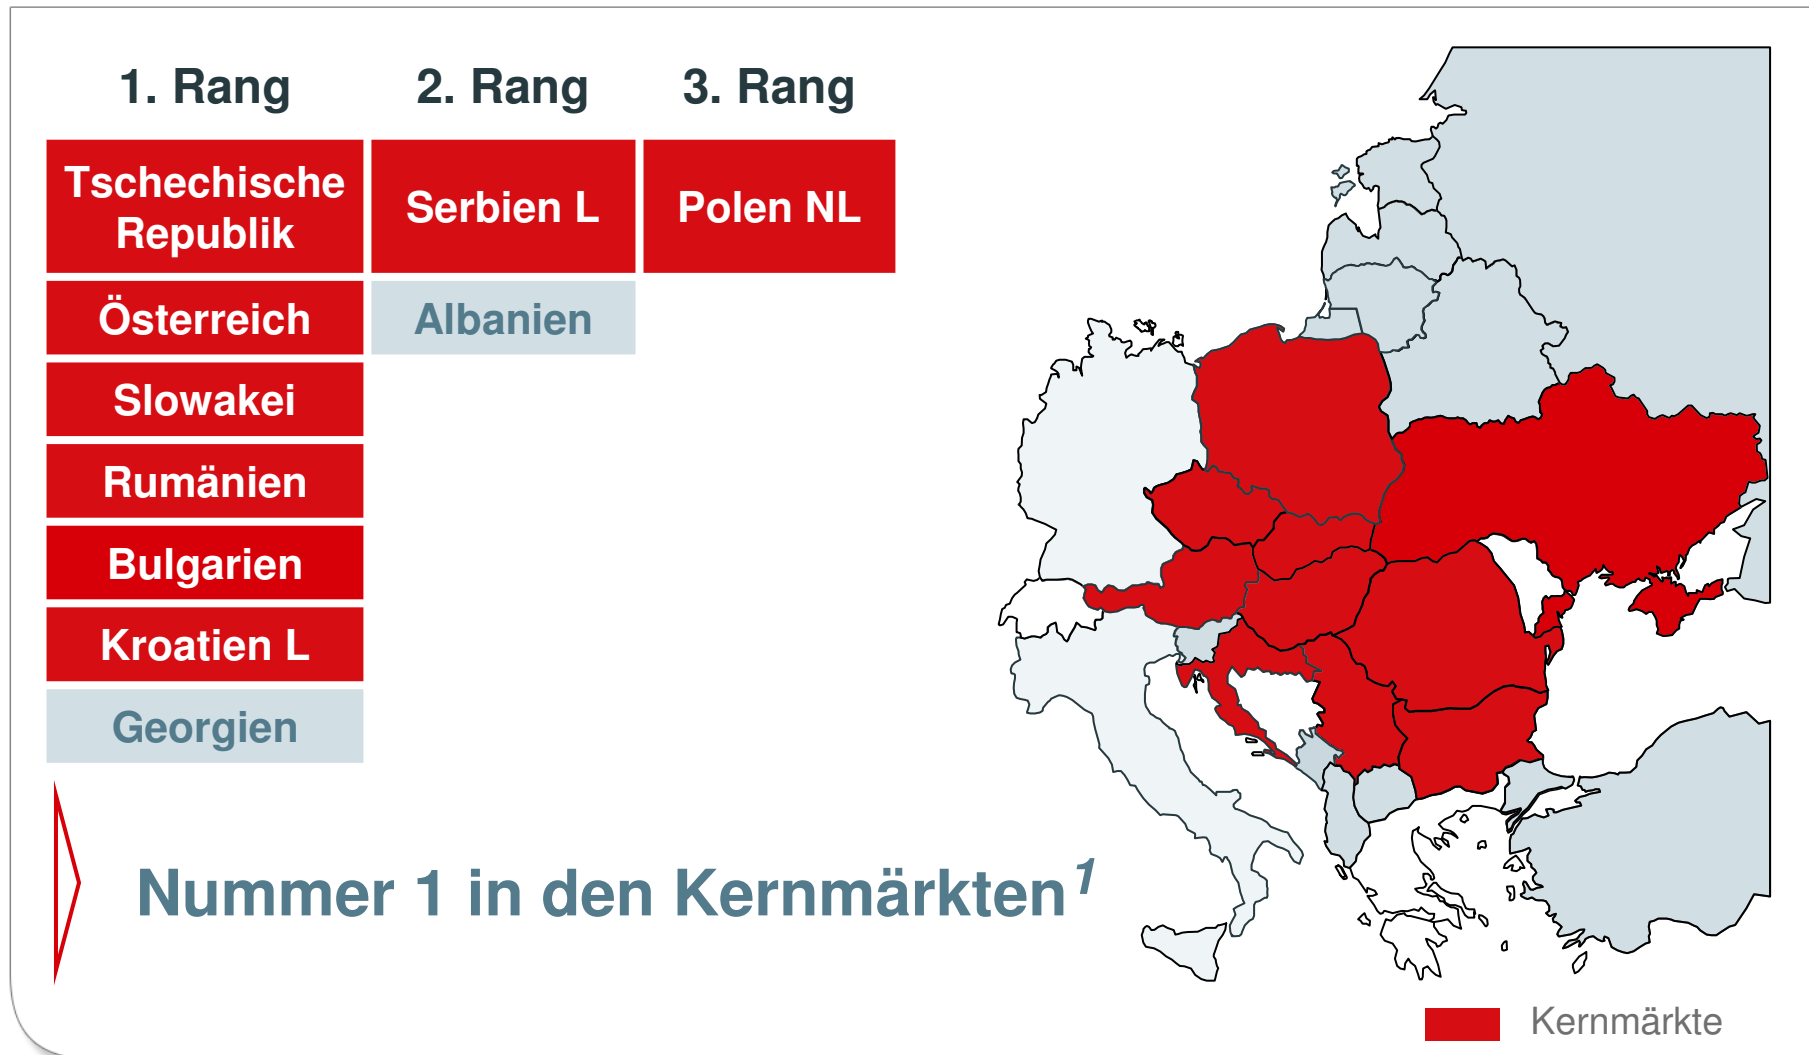 1. Rang 2. Rang 3. Rang
Tschechische
Republik
Serbien L
Polen NL
Österreich
Albanien
Slowakei
Rumänien
Bulgarien
Kroatien L
Georgien
Nummer 1 in den Kernmärkten1
Kernmärkte